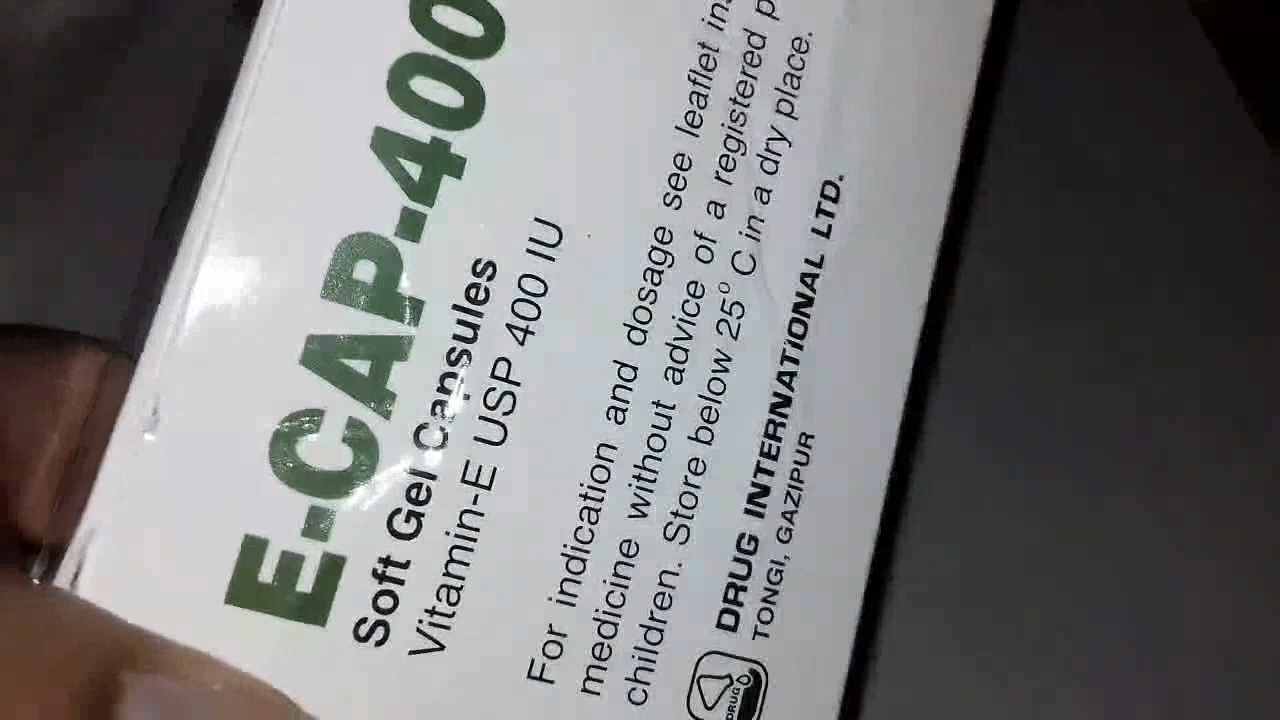 E-CAP-400
Soft Gel Capsules
Vitamin-E USP 400 IU
For indication and dosage see leaflet
medicine without advice of a registered
children. Store below 25° C in a dry place.
DRUG INTERNATIONAL LTD.
TONGI, GAZIPUR
DRUG